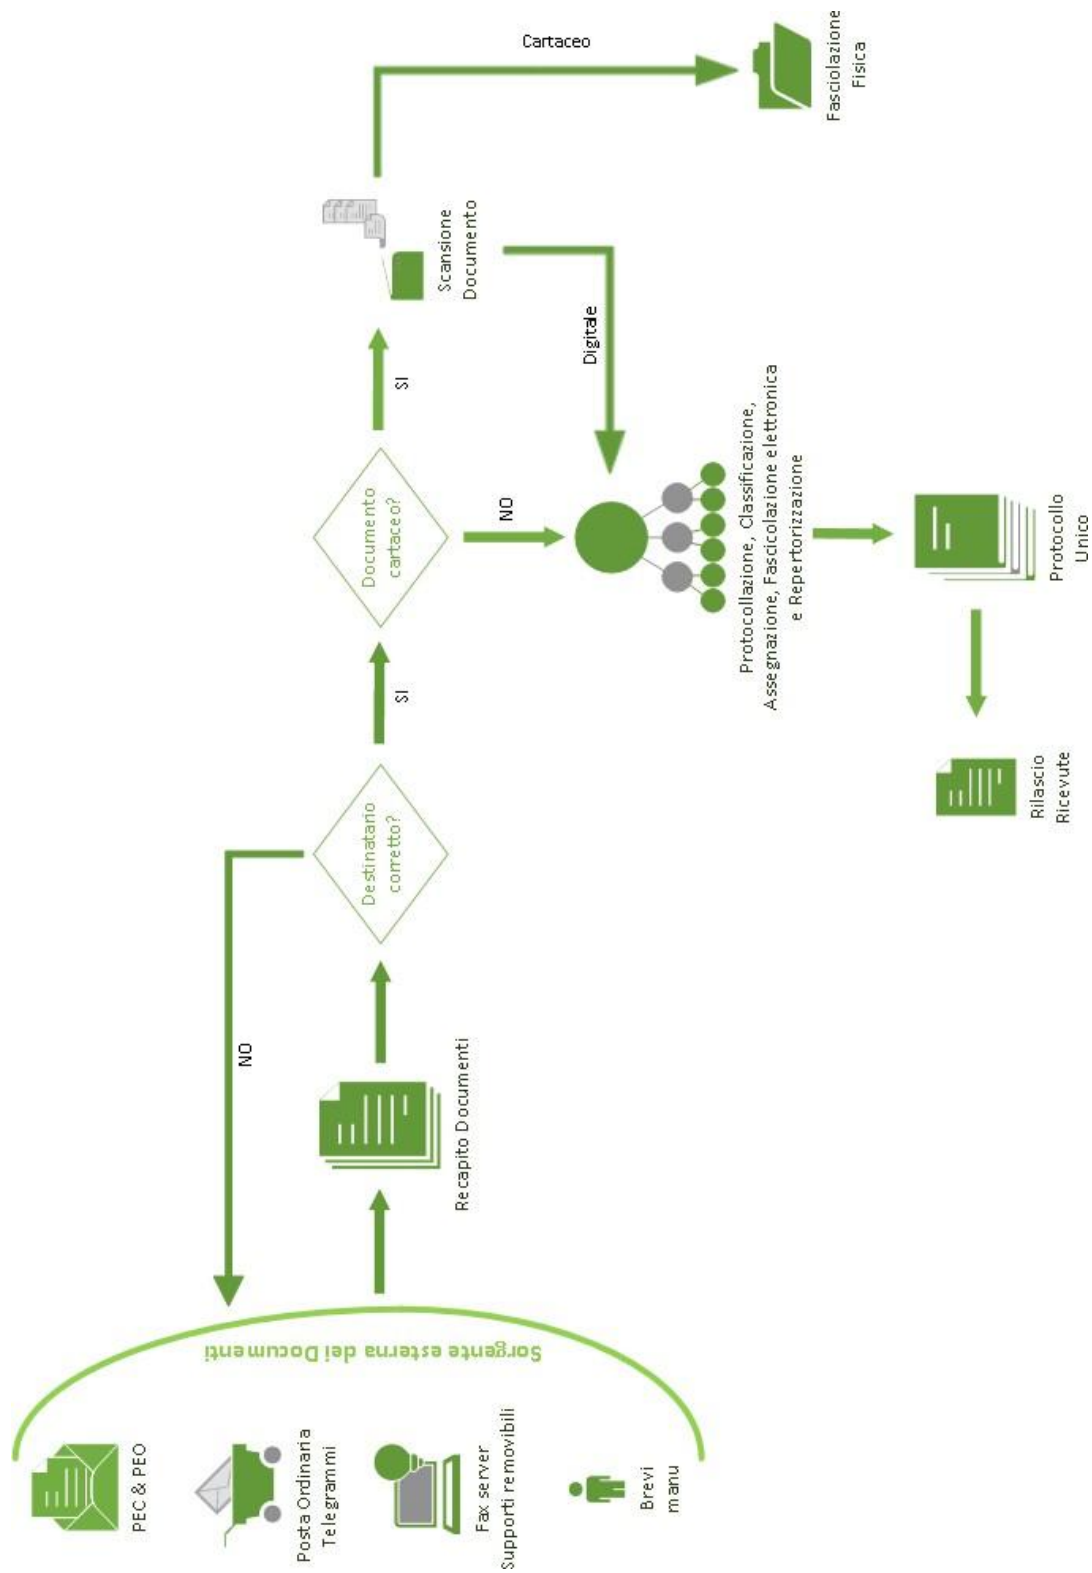 PEC & PEO
Posta Ordinaria
Telegrammi
Fax server
Supporti removibili
Brevi
manu
Sorgente esterna dei Documenti
Recapito Documenti
NO
Destinatario
corretto?
SI
Documento
cartaceo?
SI
NO
Scansione
Documento
Cartaceo
Digitale
Fasciolazione
Fisica
Protocollazione, Classificazione,
Assegnazione, Fascicolazione elettronica
e Repertorizzazione
Protocollo
Unico
Rilascio
Ricevute